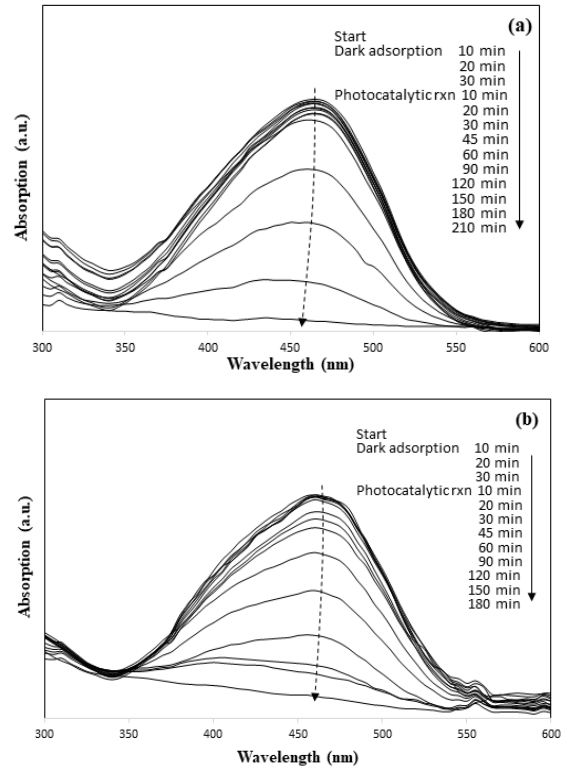 (a)
Start
Dark adsorption 10 min
20 min
30 min
Photocatalytic rxn 10 min
20 min
30 min
45 min
60 min
90 min
120 min
150 min
180 min
210 min
Absorption (a.u.)
300 350 400 450 500 550 600
Wavelength (nm)
(b)
Start
Dark adsorption 10 min
20 min
30 min
Photocatalytic rxn 10 min
20 min
30 min
45 min
60 min
90 min
120 min
150 min
180 min
Absorption (a.u.)
300 350 400 450 500 550 600
Wavelength (nm)